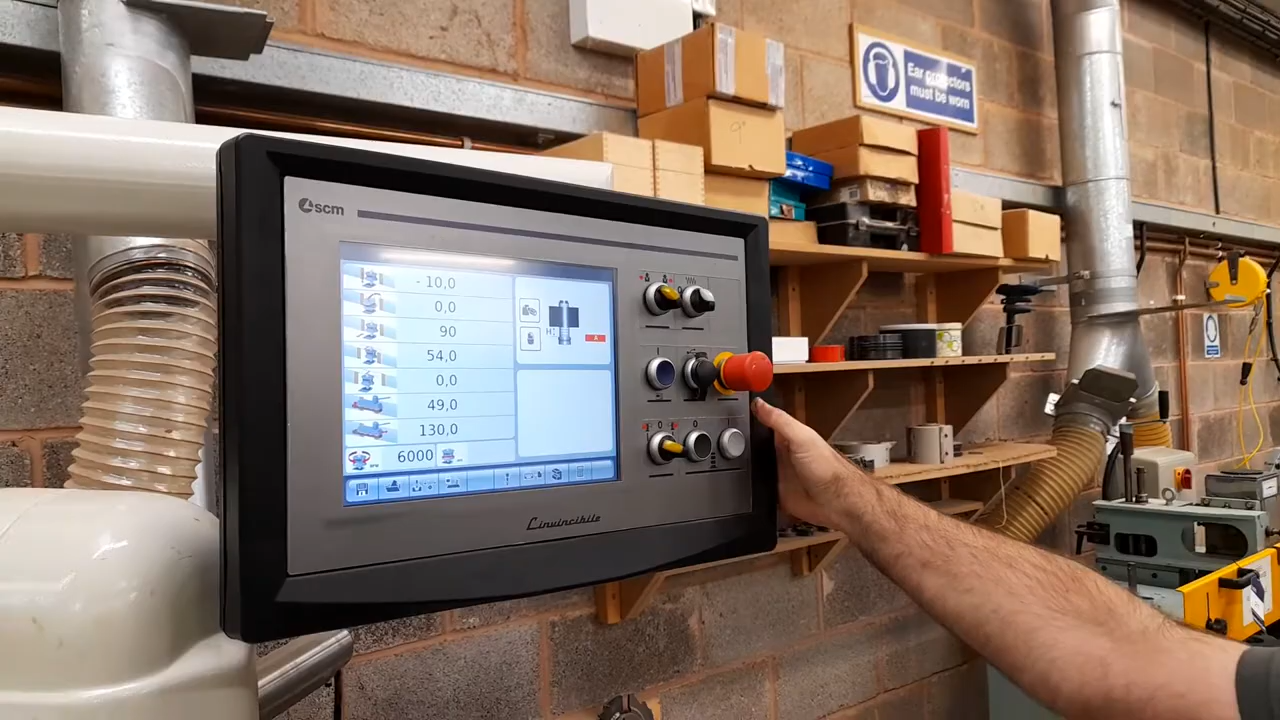 Ear protectors
must be worn
9"
scm
- 10,0
0,0
90
54,0
0,0
49,0
130,0
6000
A
L'invincibile